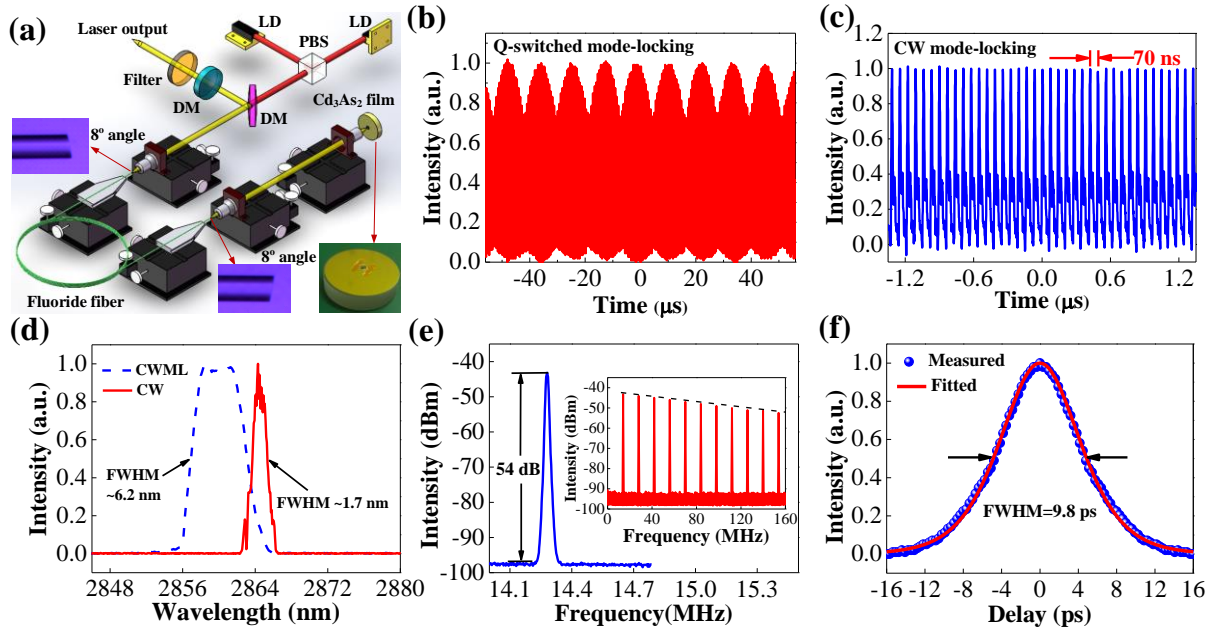 (a)
Laser output
LD
LD
PBS
Filter
DM
DM
Cd₃As₂ film
8° angle
8° angle
Fluoride fiber
(b)
Q-switched mode-locking
Intensity (a.u.)
1.0
0.8
0.6
0.4
0.2
0.0
-40 -20 0 20 40
Time (μs)
(c)
CW mode-locking
70 ns
Intensity (a.u.)
1.2
1.0
0.8
0.6
0.4
0.2
0.0
-1.2 -0.6 0.0 0.6 1.2
Time (μs)
(d)
CWML
CW
FWHM
~6.2 nm
FWHM ~1.7 nm
Intensity (a.u.)
1.0
0.8
0.6
0.4
0.2
0.0
2848 2856 2864 2872 2880
Wavelength (nm)
(e)
54 dB
Intensity (dBm)
-40
-50
-60
-70
-80
-90
-100
14.1 14.4 14.7 15.0 15.3
Frequency(MHz)
Intensity (dBm)
-40
-50
-60
-70
-80
-90
-100
0 40 80 120 160
Frequency (MHz)
(f)
Measured
Fitted
FWHM=9.8 ps
Intensity (a.u.)
1.0
0.8
0.6
0.4
0.2
0.0
-16 -12 -8 -4 0 4 8 12 16
Delay (ps)